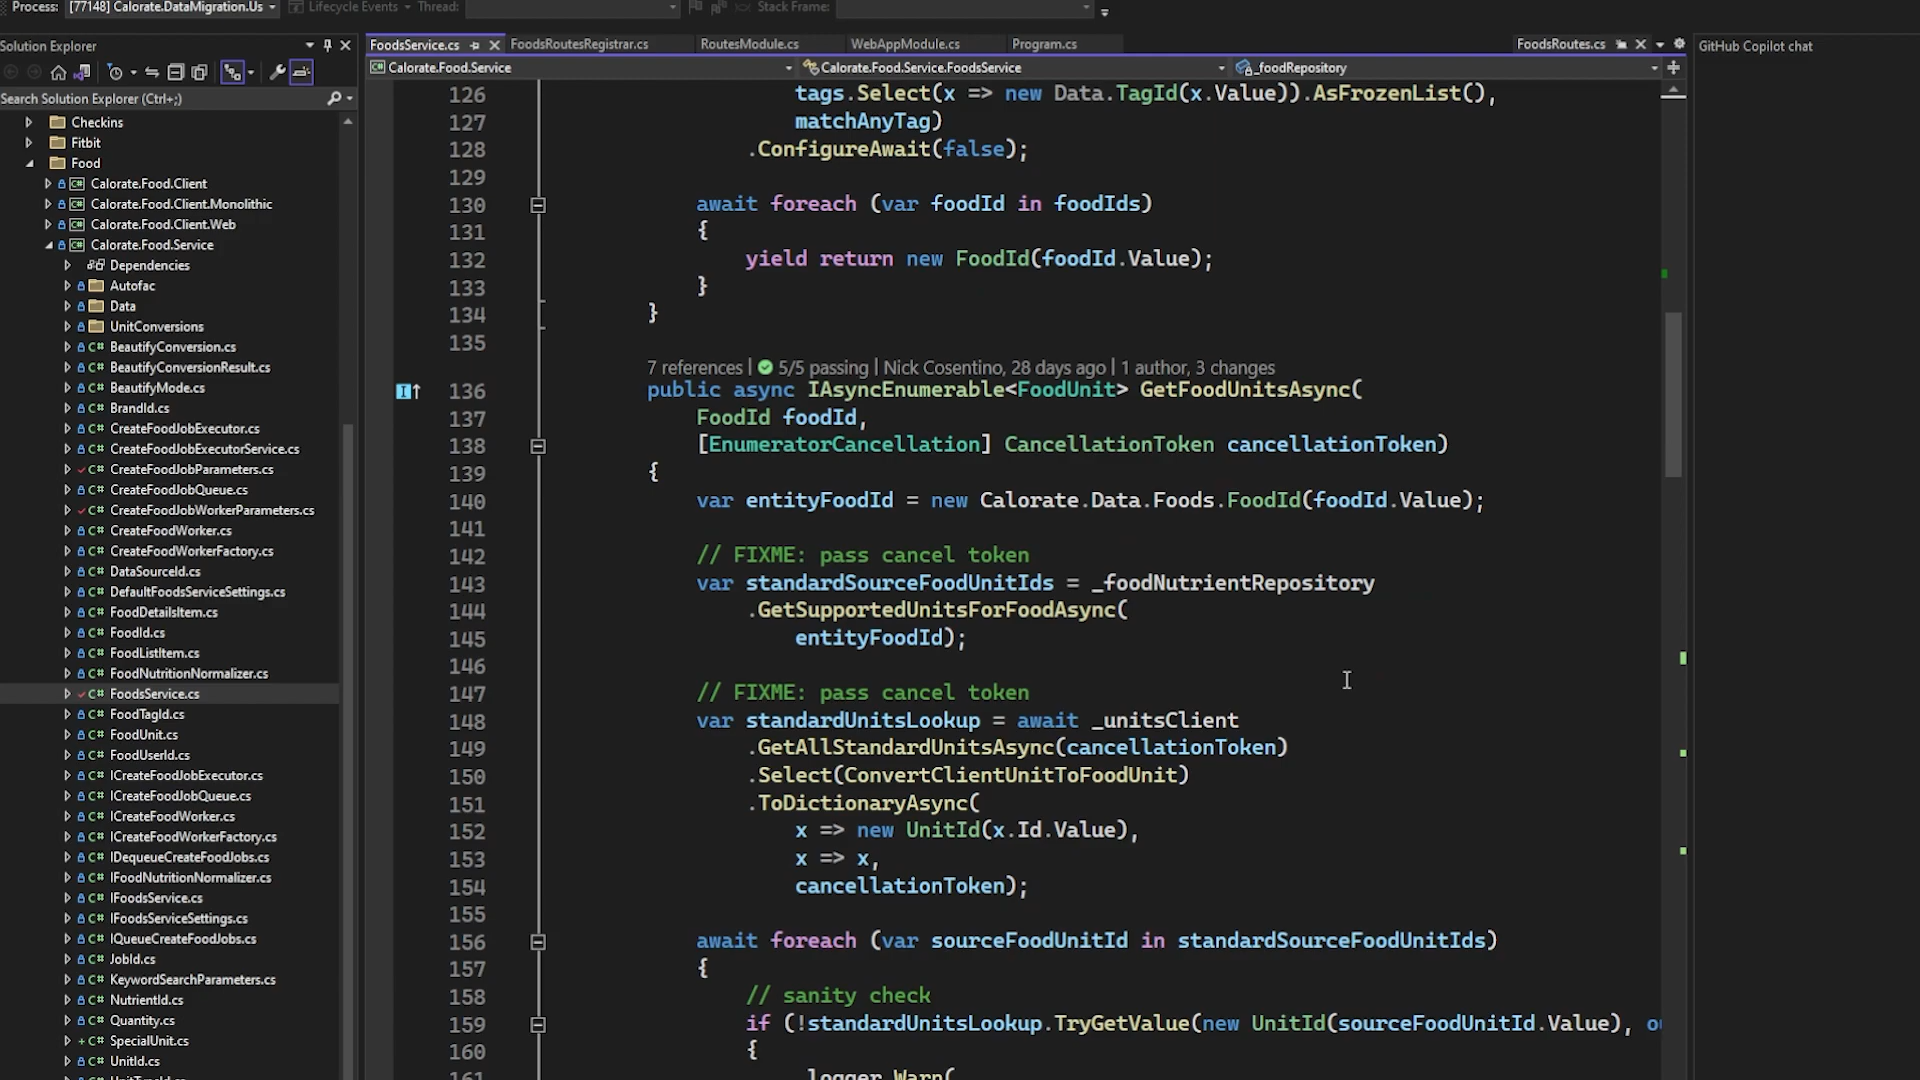 Process: [77148] Calorate.DataMigration.Us Lifecycle Events Thread: Stack Frame:
Solution Explorer
Search Solution Explorer (Ctrl+;)
Checkins
Fitbit
Food
Calorate.Food.Client
Calorate.Food.Client.Monolithic
Calorate.Food.Client.Web
Calorate.Food.Service
Dependencies
Autofac
Data
UnitConversions
BeautifyConversion.cs
BeautifyConversionResult.cs
BeautifyMode.cs
BrandId.cs
CreateFoodJobExecutor.cs
CreateFoodJobExecutorService.cs
CreateFoodJobParameters.cs
CreateFoodJobQueue.cs
CreateFoodJobWorkerParameters.cs
CreateFoodWorker.cs
CreateFoodWorkerFactory.cs
DataSourceId.cs
DefaultFoodsServiceSettings.cs
FoodDetailsItem.cs
FoodId.cs
FoodListItem.cs
FoodNutritionNormalizer.cs
FoodsService.cs
FoodTagId.cs
FoodUnit.cs
FoodUserId.cs
ICreateFoodJobExecutor.cs
ICreateFoodJobQueue.cs
ICreateFoodWorker.cs
ICreateFoodWorkerFactory.cs
IDequeueCreateFoodJobs.cs
IFoodNutritionNormalizer.cs
IFoodsService.cs
IFoodsServiceSettings.cs
IQueueCreateFoodJobs.cs
JobId.cs
KeywordSearchParameters.cs
NutrientId.cs
Quantity.cs
SpecialUnit.cs
UnitId.cs
FoodsService.cs FoodsRoutesRegistrar.cs RoutesModule.cs WebAppModule.cs Program.cs FoodsRoutes.cs
Calorate.Food.Service Calorate.Food.Service.FoodsService _foodRepository
126 tags.Select(x => new Data.TagId(x.Value)).AsFrozenList(),
127 matchAnyTag)
128 .ConfigureAwait(false);
129
130 await foreach (var foodId in foodIds)
131 {
132 yield return new FoodId(foodId.Value);
133 }
134 }
135
7 references | 5/5 passing | Nick Cosentino, 28 days ago | 1 author, 3 changes
136 public async IAsyncEnumerable<FoodUnit> GetFoodUnitsAsync(
137 FoodId foodId,
138 [EnumeratorCancellation] CancellationToken cancellationToken)
139 {
140 var entityFoodId = new Calorate.Data.Foods.FoodId(foodId.Value);
141
142 // FIXME: pass cancel token
143 var standardSourceFoodUnitIds = _foodNutrientRepository
144 .GetSupportedUnitsForFoodAsync(
145 entityFoodId);
146
147 // FIXME: pass cancel token
148 var standardUnitsLookup = await _unitsClient
149 .GetAllStandardUnitsAsync(cancellationToken)
150 .Select(ConvertClientUnitToFoodUnit)
151 .ToDictionaryAsync(
152 x => new UnitId(x.Id.Value),
153 x => x,
154 cancellationToken);
155
156 await foreach (var sourceFoodUnitId in standardSourceFoodUnitIds)
157 {
158 // sanity check
159 if (!standardUnitsLookup.TryGetValue(new UnitId(sourceFoodUnitId.Value), o
160 {
161 logger.Warn(
GitHub Copilot chat